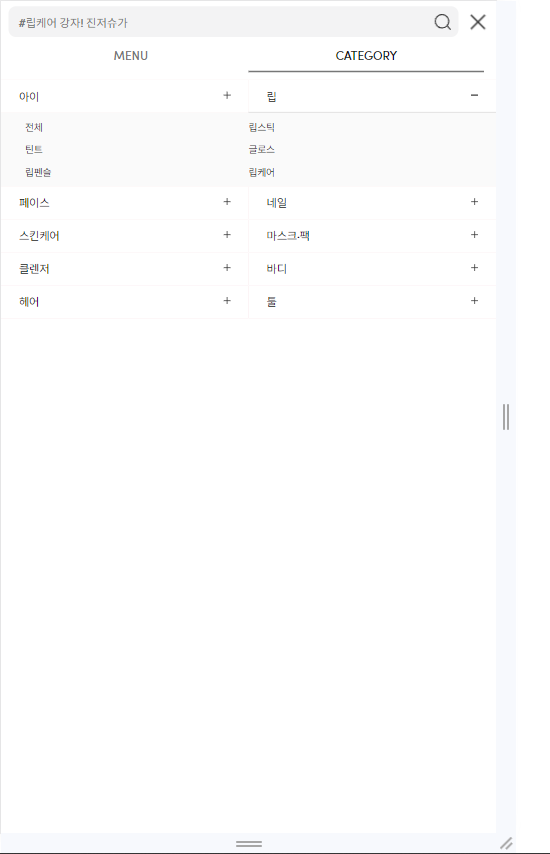 #립케어 강자! 진저슈가
MENU CATEGORY
아이 + 립 −
전체 립스틱
틴트 글로스
립펜슬 립케어
페이스 + 네일 +
스킨케어 + 마스크·팩 +
클렌저 + 바디 +
헤어 + 툴 +